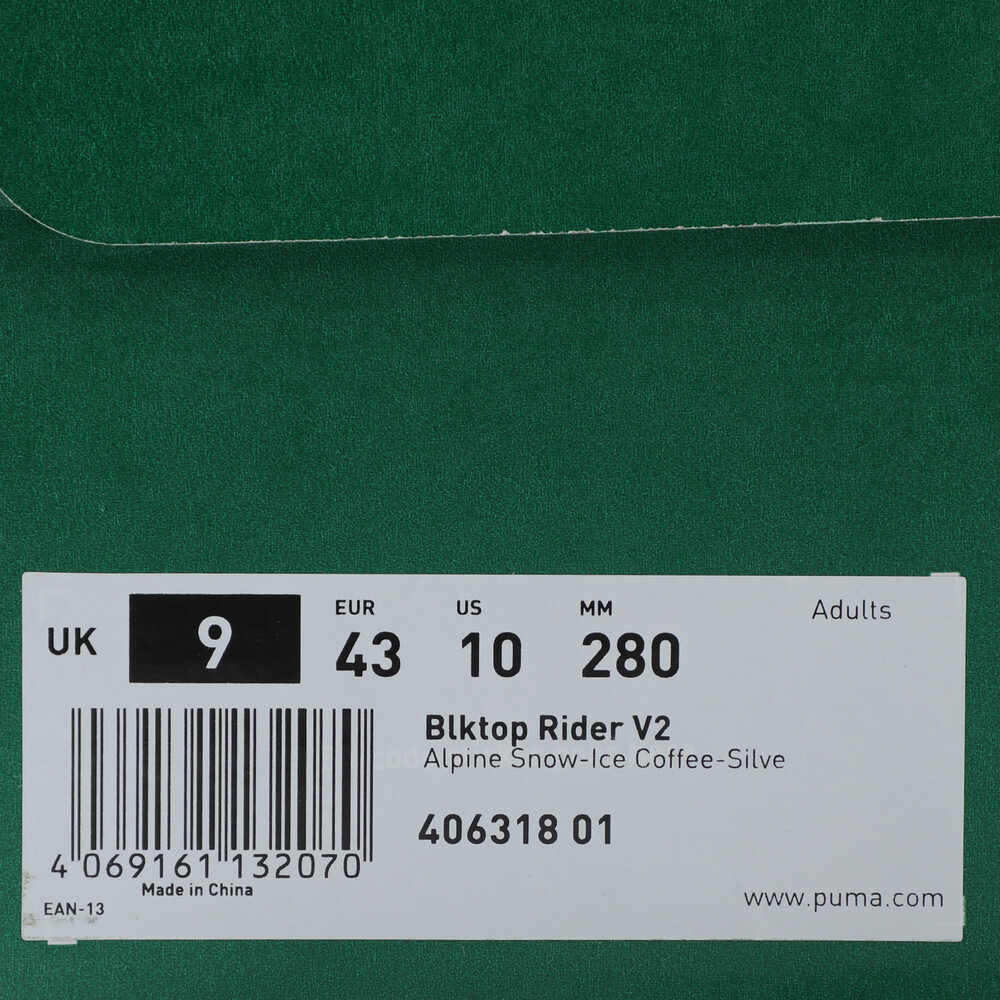 UK 9
EUR US MM
43 10 280
Adults
Blktop Rider V2
Alpine Snow-Ice Coffee-Silve
406318 01
4 069161 132070
Made in China
EAN-13
www.puma.com